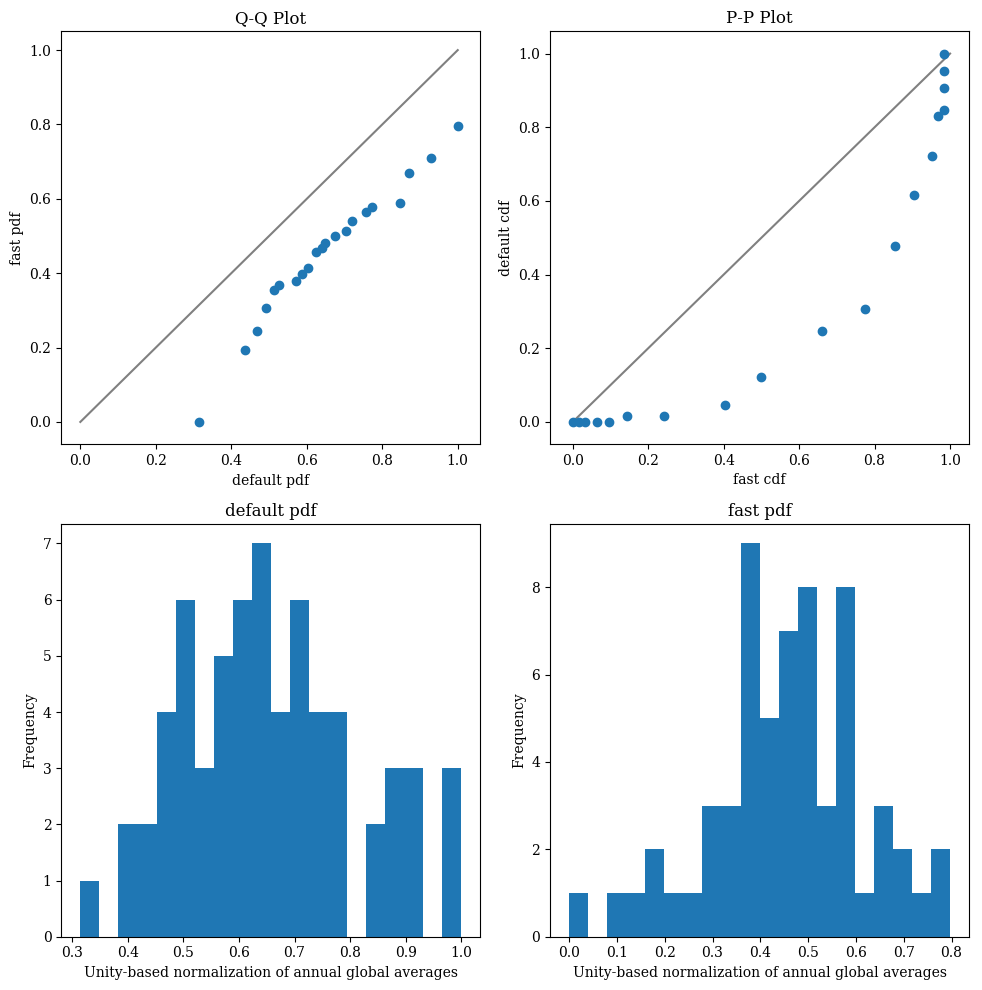 Q-Q Plot
1.0
0.8
0.6
0.4
0.2
0.0
fast pdf
0.0 0.2 0.4 0.6 0.8 1.0
default pdf
P-P Plot
1.0
0.8
0.6
0.4
0.2
0.0
default cdf
0.0 0.2 0.4 0.6 0.8 1.0
fast cdf
default pdf
7
6
5
4
3
2
1
0
Frequency
0.3 0.4 0.5 0.6 0.7 0.8 0.9 1.0
Unity-based normalization of annual global averages
fast pdf
8
6
4
2
0
Frequency
0.0 0.1 0.2 0.3 0.4 0.5 0.6 0.7 0.8
Unity-based normalization of annual global averages